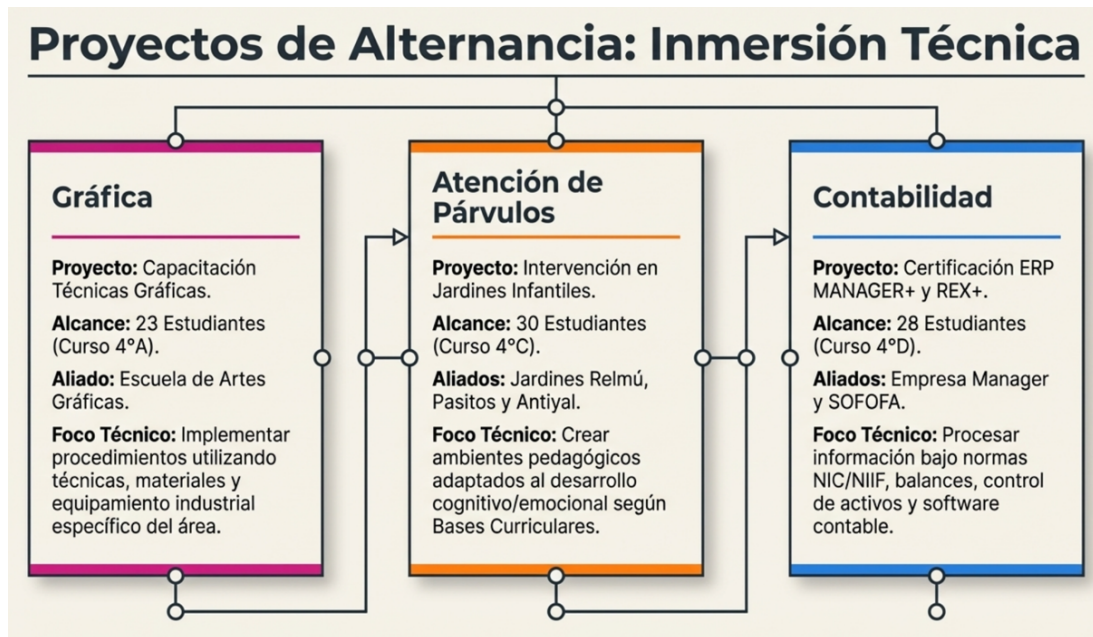 Proyectos de Alternancia: Inmersión Técnica
Gráfica
Proyecto: Capacitación
Técnicas Gráficas.
Alcance: 23 Estudiantes
(Curso 4°A).
Aliado: Escuela de Artes
Gráficas.
Foco Técnico: Implementar
procedimientos utilizando
técnicas, materiales y
equipamiento industrial
específico del área.
Atención de
Párvulos
Proyecto: Intervención en
Jardines Infantiles.
Alcance: 30 Estudiantes
(Curso 4°C).
Aliados: Jardines Relmú,
Pasitos y Antiyal.
Foco Técnico: Crear
ambientes pedagógicos
adaptados al desarrollo
cognitivo/emocional según
Bases Curriculares.
Contabilidad
Proyecto: Certificación ERP
MANAGER+ y REX+.
Alcance: 28 Estudiantes
(Curso 4°D).
Aliados: Empresa Manager
y SOFOFA.
Foco Técnico: Procesar
información bajo normas
NIC/NIIF, balances, control
de activos y software
contable.